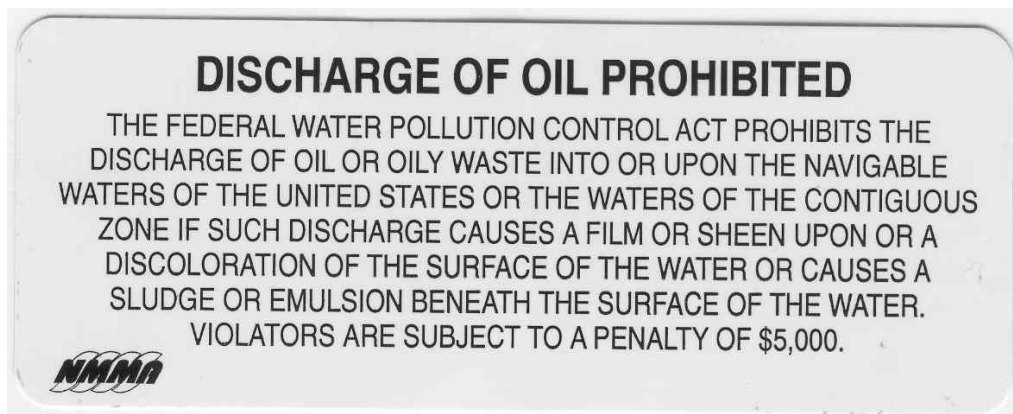 DISCHARGE OF OIL PROHIBITED
THE FEDERAL WATER POLLUTION CONTROL ACT PROHIBITS THE
DISCHARGE OF OIL OR OILY WASTE INTO OR UPON THE NAVIGABLE
WATERS OF THE UNITED STATES OR THE WATERS OF THE CONTIGUOUS
ZONE IF SUCH DISCHARGE CAUSES A FILM OR SHEEN UPON OR A
DISCOLORATION OF THE SURFACE OF THE WATER OR CAUSES A
SLUDGE OR EMULSION BENEATH THE SURFACE OF THE WATER.
VIOLATORS ARE SUBJECT TO A PENALTY OF $5,000.
NMMA